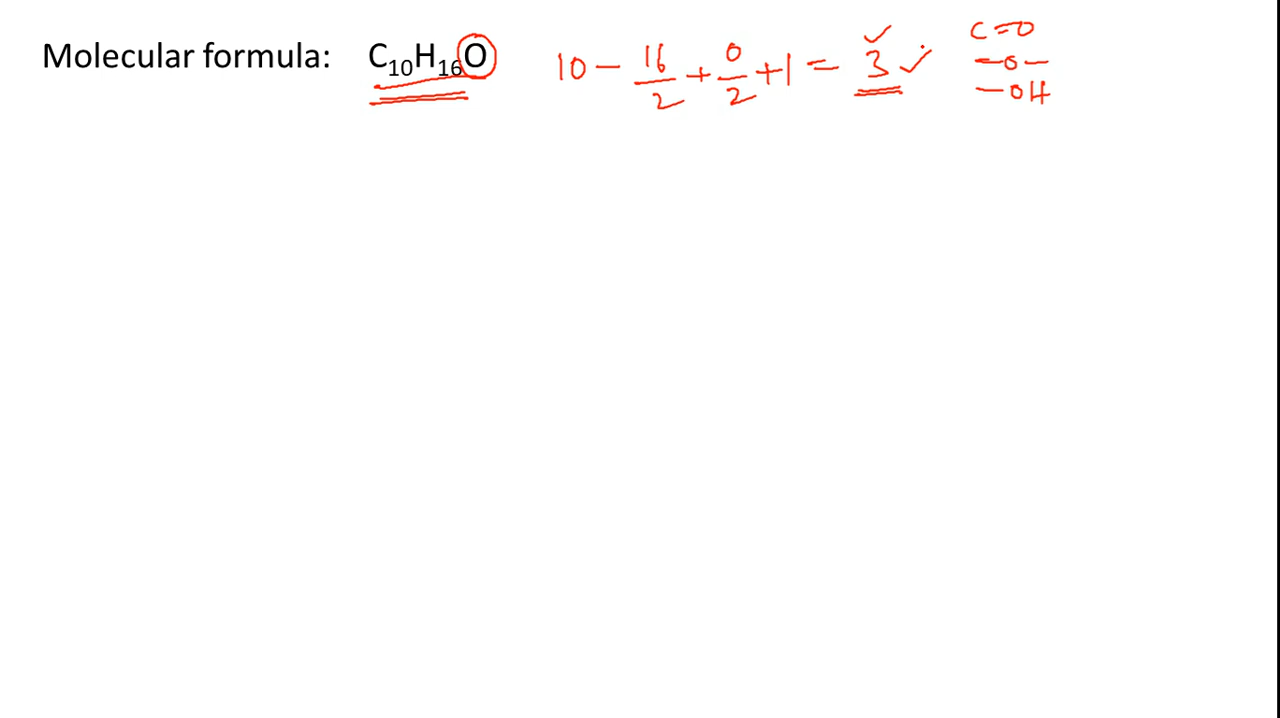 Molecular formula: C₁₀H₁₆O 10 - 16/2 + 0/2 + 1 = 3 ✓
C=O
-O-
-OH